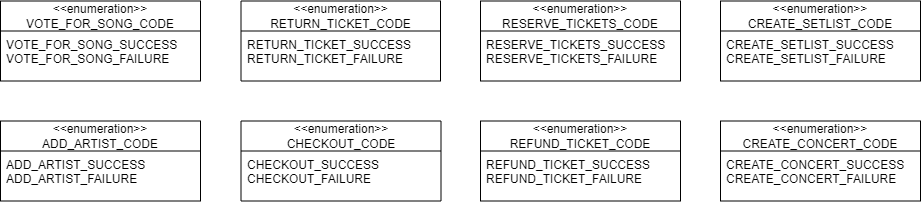 <<enumeration>>
VOTE_FOR_SONG_CODE
VOTE_FOR_SONG_SUCCESS
VOTE_FOR_SONG_FAILURE
<<enumeration>>
RETURN_TICKET_CODE
RETURN_TICKET_SUCCESS
RETURN_TICKET_FAILURE
<<enumeration>>
RESERVE_TICKETS_CODE
RESERVE_TICKETS_SUCCESS
RESERVE_TICKETS_FAILURE
<<enumeration>>
CREATE_SETLIST_CODE
CREATE_SETLIST_SUCCESS
CREATE_SETLIST_FAILURE
<<enumeration>>
ADD_ARTIST_CODE
ADD_ARTIST_SUCCESS
ADD_ARTIST_FAILURE
<<enumeration>>
CHECKOUT_CODE
CHECKOUT_SUCCESS
CHECKOUT_FAILURE
<<enumeration>>
REFUND_TICKET_CODE
REFUND_TICKET_SUCCESS
REFUND_TICKET_FAILURE
<<enumeration>>
CREATE_CONCERT_CODE
CREATE_CONCERT_SUCCESS
CREATE_CONCERT_FAILURE